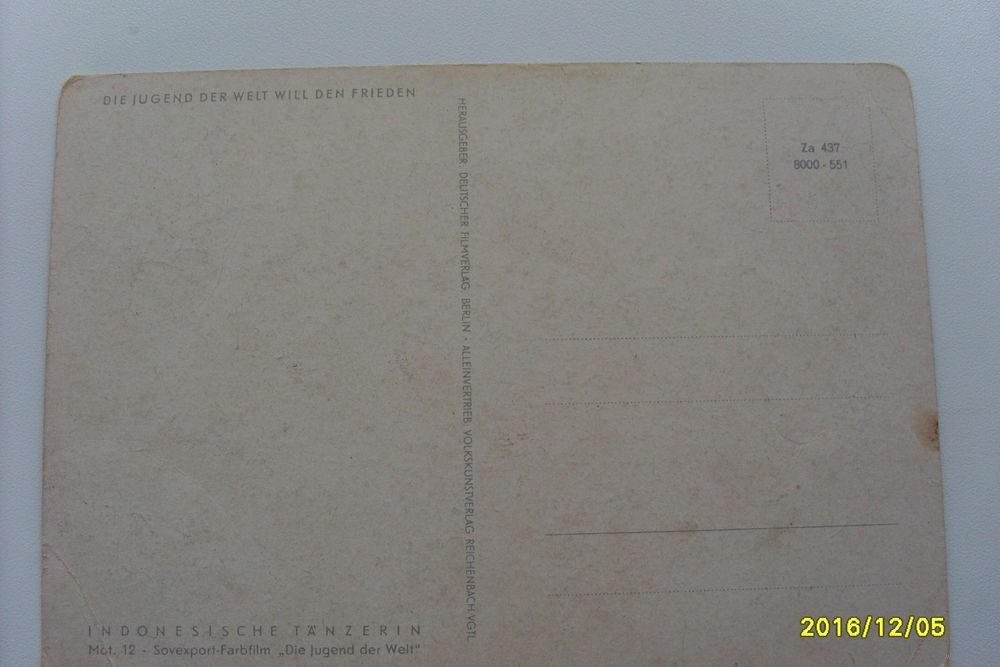 DIE JUGEND DER WELT WILL DEN FRIEDEN
HERAUSGEBER: DEUTSCHER FILMVERLAG, BERLIN · ALLEINVERTRIEB: VOLKSKUNSTVERLAG REICHENBACH VGTL.
Za 437
8000 - 551
INDONESISCHE TÄNZERIN
Mot. 12 - Sovexport-Farbfilm „Die Jugend der Welt“
2016/12/05